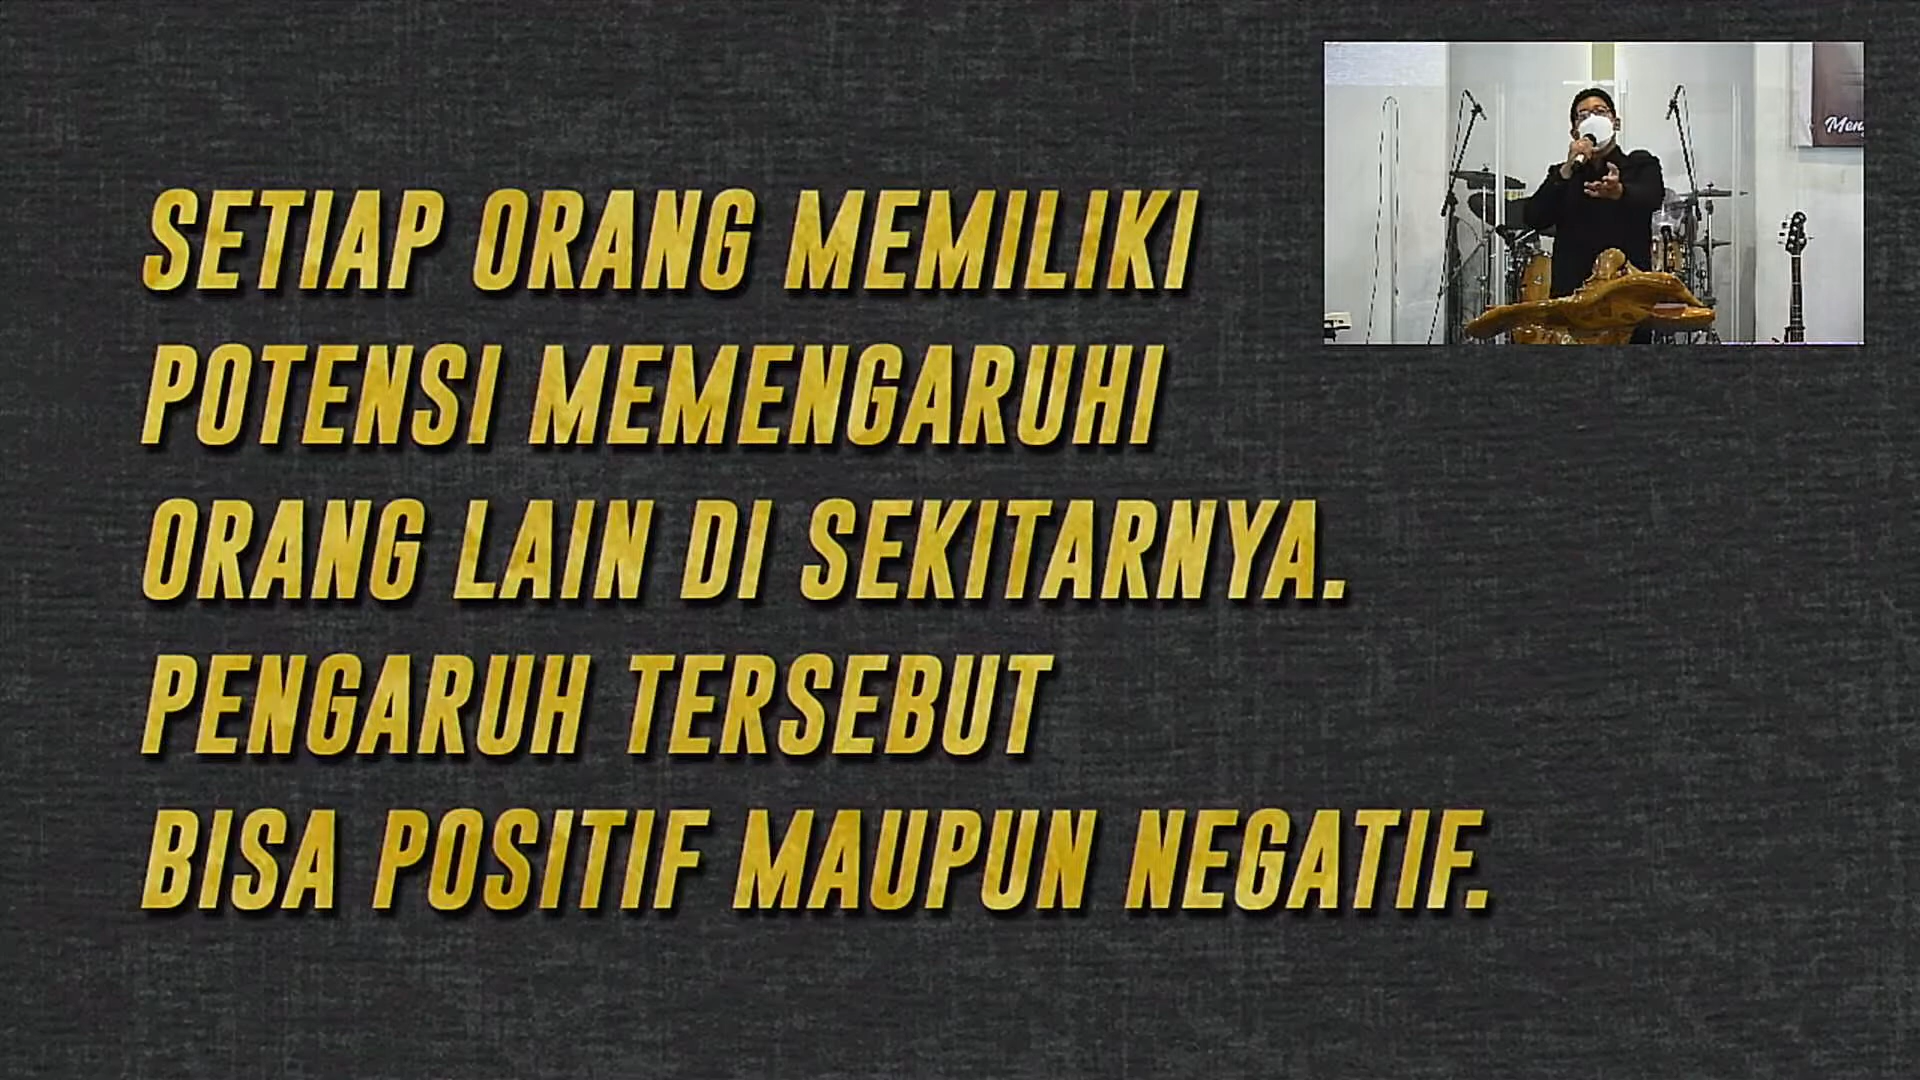 SETIAP ORANG MEMILIKI
POTENSI MEMENGARUHI
ORANG LAIN DI SEKITARNYA.
PENGARUH TERSEBUT
BISA POSITIF MAUPUN NEGATIF.